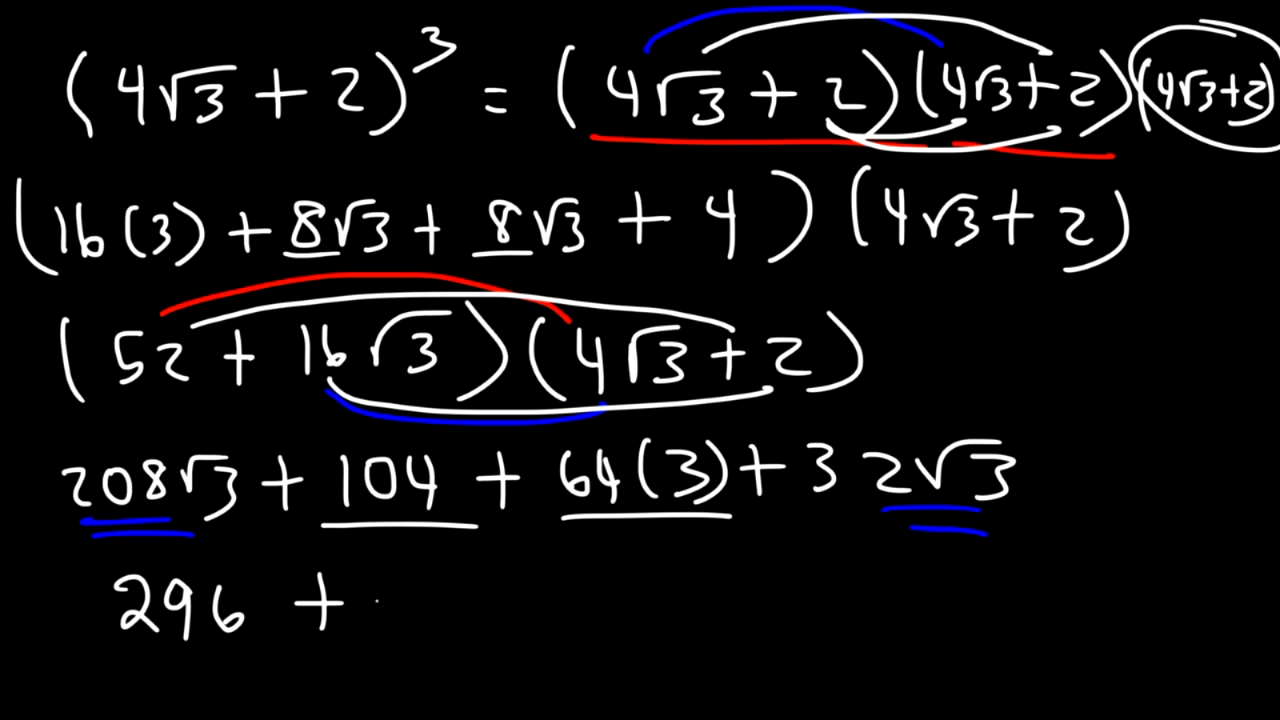 (4√3 + 2)³ = (4√3 + 2)(4√3 + 2)(4√3+2)
(16(3) + 8√3 + 8√3 + 4)(4√3 + 2)
(52 + 16√3)(4√3 + 2)
208√3 + 104 + 64(3) + 32√3
296 +